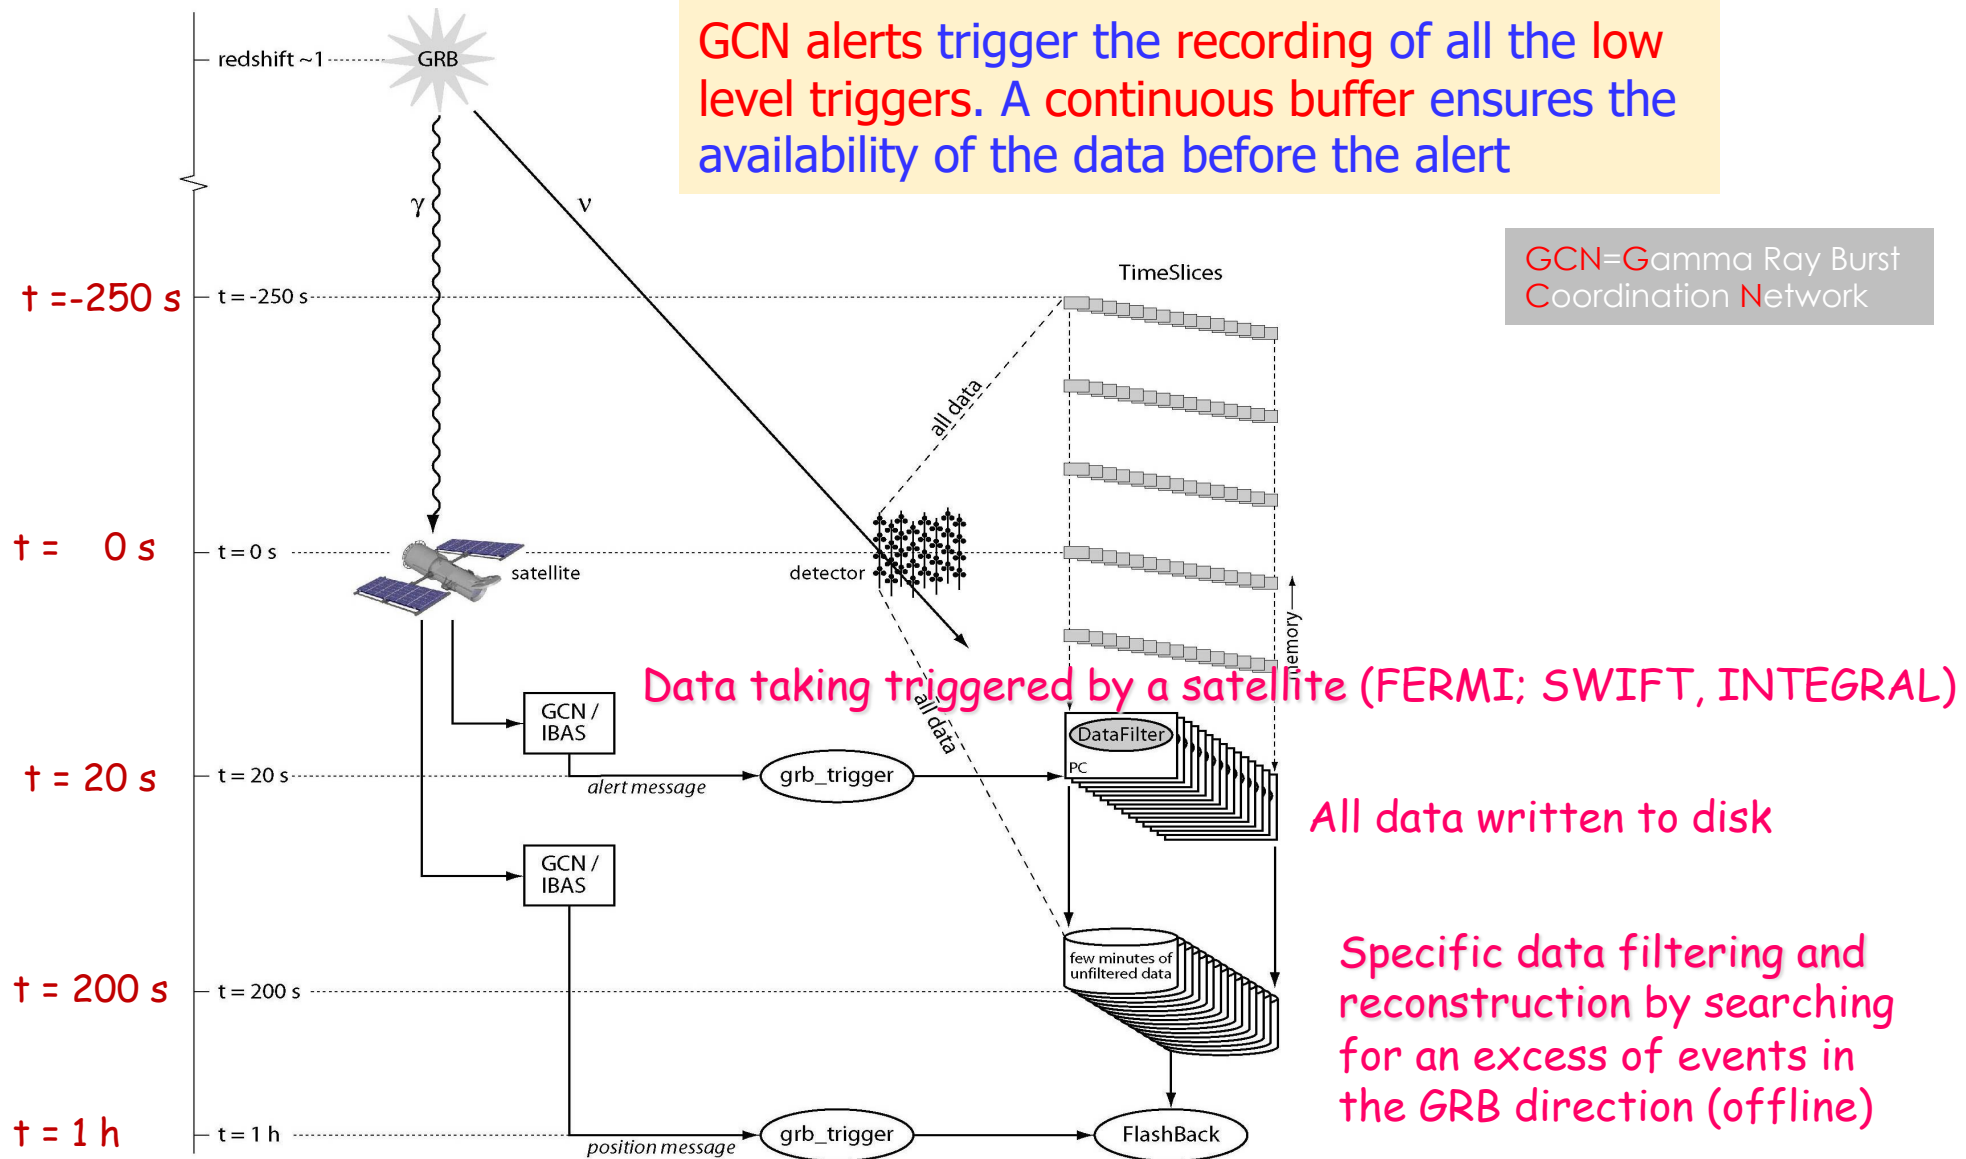 GCN alerts trigger the recording of all the low
level triggers. A continuous buffer ensures the
availability of the data before the alert
redshift ~1
GRB
γ
ν
GCN=Gamma Ray Burst
Coordination Network
TimeSlices
t =-250 s
t = -250 s
all data
t = 0 s
t = 0 s
satellite
detector
memory
Data taking triggered by a satellite (FERMI; SWIFT, INTEGRAL)
all data
GCN /
IBAS
DataFilter
PC
t = 20 s
t = 20 s
alert message
grb_trigger
All data written to disk
GCN /
IBAS
few minutes of
unfiltered data
Specific data filtering and
reconstruction by searching
for an excess of events in
the GRB direction (offline)
t = 200 s
t = 200 s
t = 1 h
t = 1 h
position message
grb_trigger
FlashBack